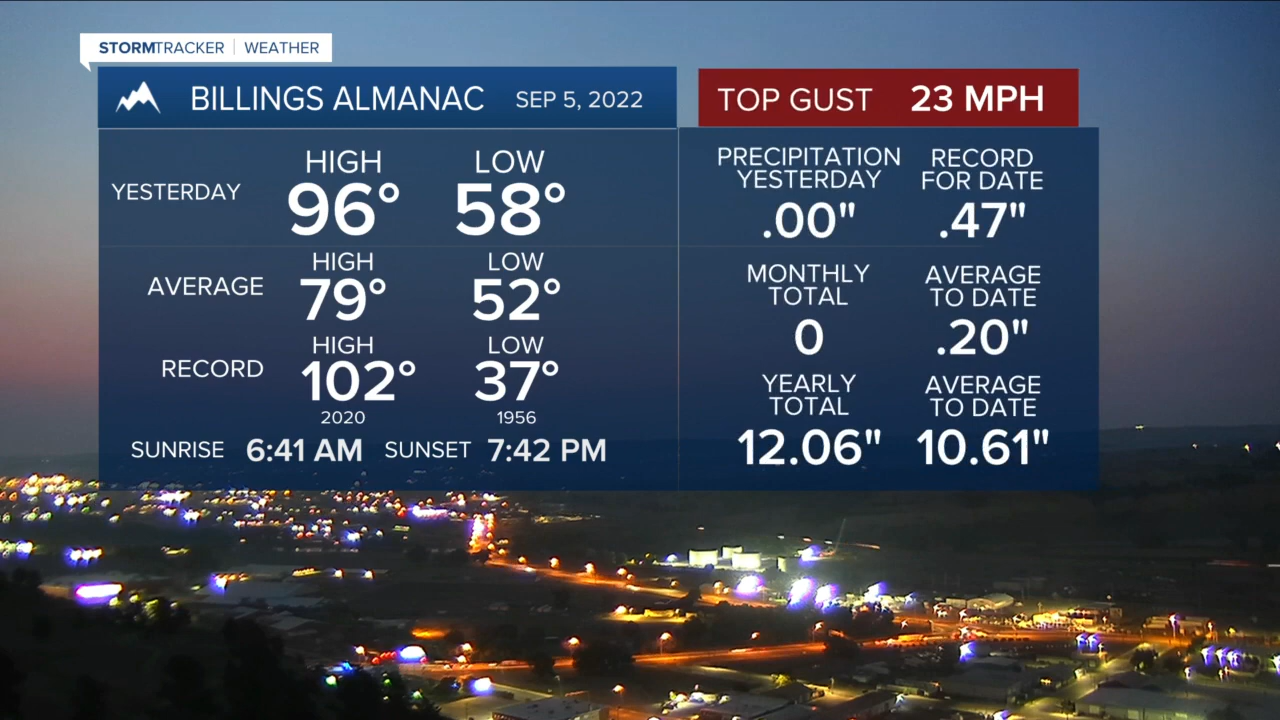 STORMTRACKER | WEATHER
BILLINGS ALMANAC SEP 5, 2022
TOP GUST 23 MPH
HIGH LOW
YESTERDAY 96° 58°
HIGH LOW
AVERAGE 79° 52°
HIGH LOW
RECORD 102° 37°
2020 1956
SUNRISE 6:41 AM SUNSET 7:42 PM
PRECIPITATION RECORD
YESTERDAY FOR DATE
.00" .47"
MONTHLY AVERAGE
TOTAL TO DATE
0 .20"
YEARLY AVERAGE
TOTAL TO DATE
12.06" 10.61"